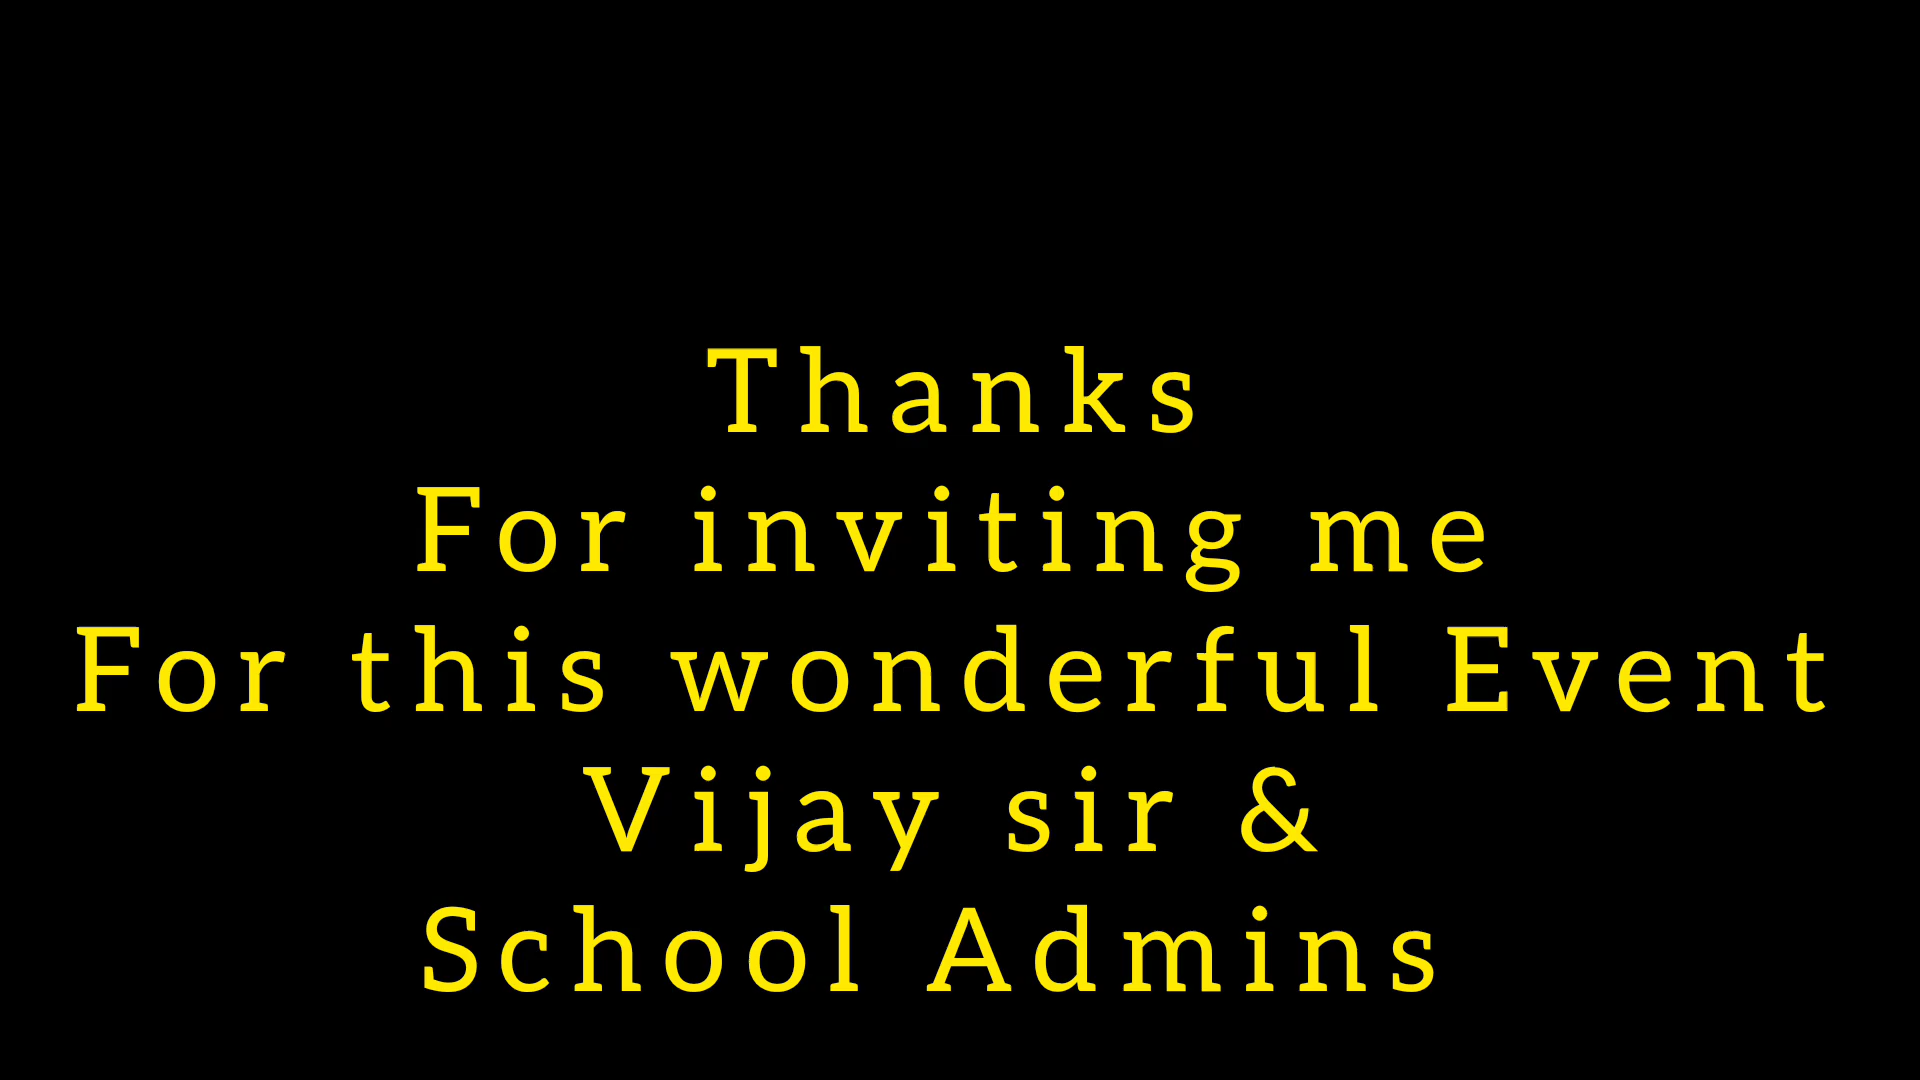 Thanks
For inviting me
For this wonderful Event
Vijay sir &
School Admins